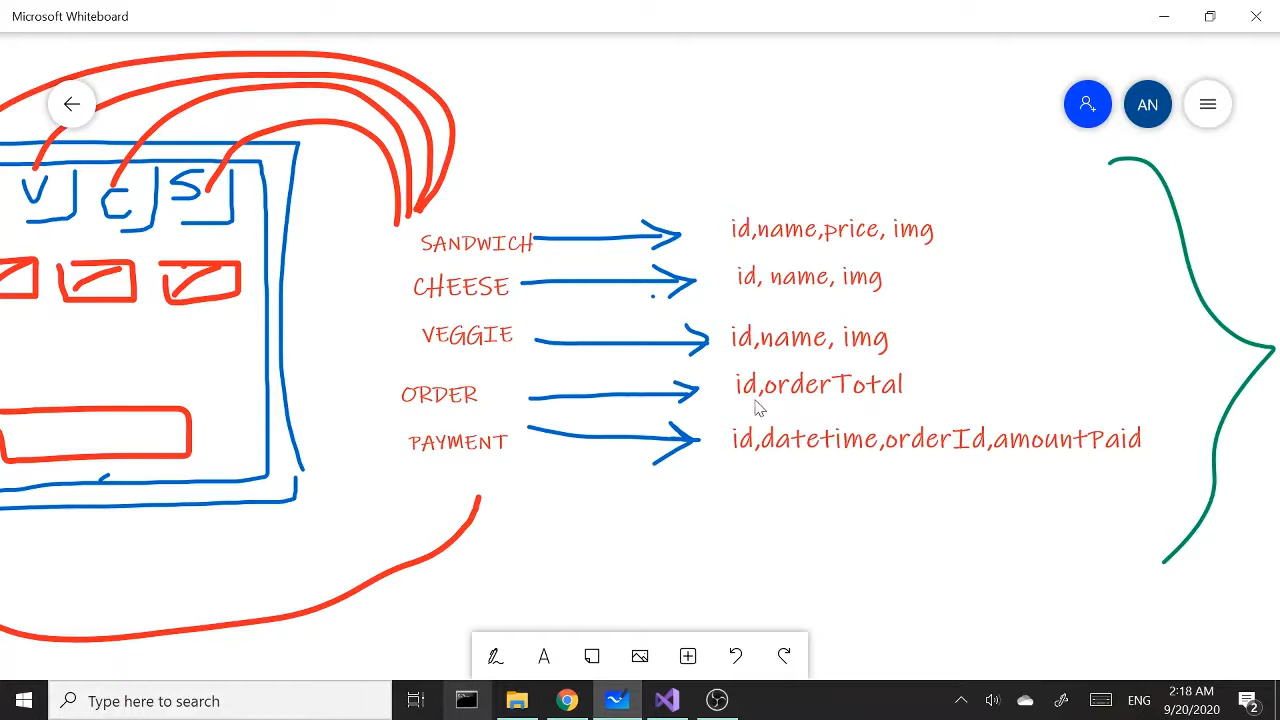 Microsoft Whiteboard
AN
V C S
SANDWICH id,name,price, img
CHEESE id, name, img
VEGGIE id,name, img
ORDER id,orderTotal
PAYMENT id,datetime,orderId,amountPaid
A
Type here to search
ENG
2:18 AM
9/20/2020
2